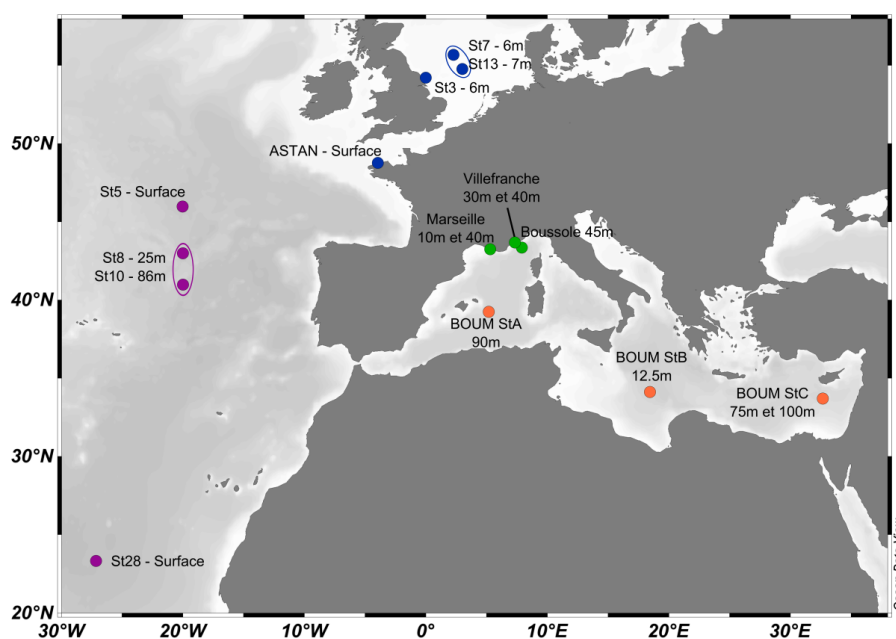 St7 - 6m
St13 - 7m
St3 - 6m
50°N
ASTAN - Surface
Villefranche
30m et 40m
St5 - Surface
Marseille
10m et 40m
Boussole 45m
St8 - 25m
St10 - 86m
40°N
BOUM StA
90m
BOUM StB
12.5m
BOUM StC
75m et 100m
30°N
St28 - Surface
20°N
30°W
20°W
10°W
0°
10°E
20°E
30°E